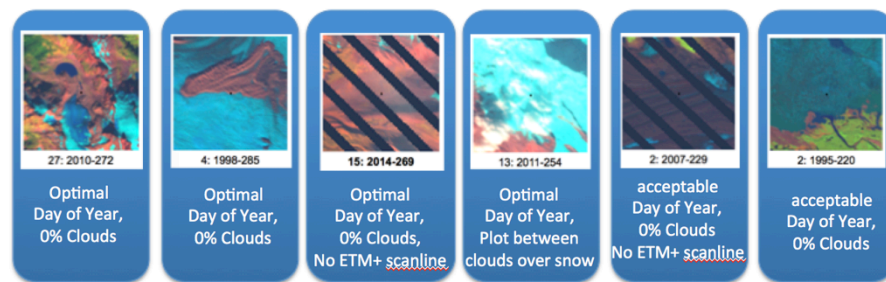 27: 2010-272
Optimal
Day of Year,
0% Clouds
4: 1998-285
Optimal
Day of Year,
0% Clouds
15: 2014-269
Optimal
Day of Year,
0% Clouds,
No ETM+ scanline
13: 2011-254
Optimal
Day of Year,
Plot between
clouds over snow
2: 2007-229
acceptable
Day of Year,
0% Clouds
No ETM+ scanline
2: 1995-220
acceptable
Day of Year,
0% Clouds